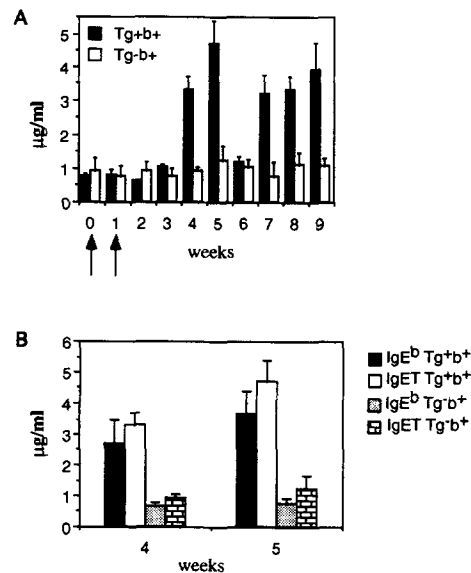 A
Tg+b+
Tg-b+
5
4
3
2
1
0
µg/ml
0 1 2 3 4 5 6 7 8 9
weeks
B
6
5
4
3
2
1
0
µg/ml
4 5
weeks
IgEᵇ Tg⁺b⁺
IgET Tg⁺b⁺
IgEᵇ Tg⁻b⁺
IgET Tg⁻b⁺